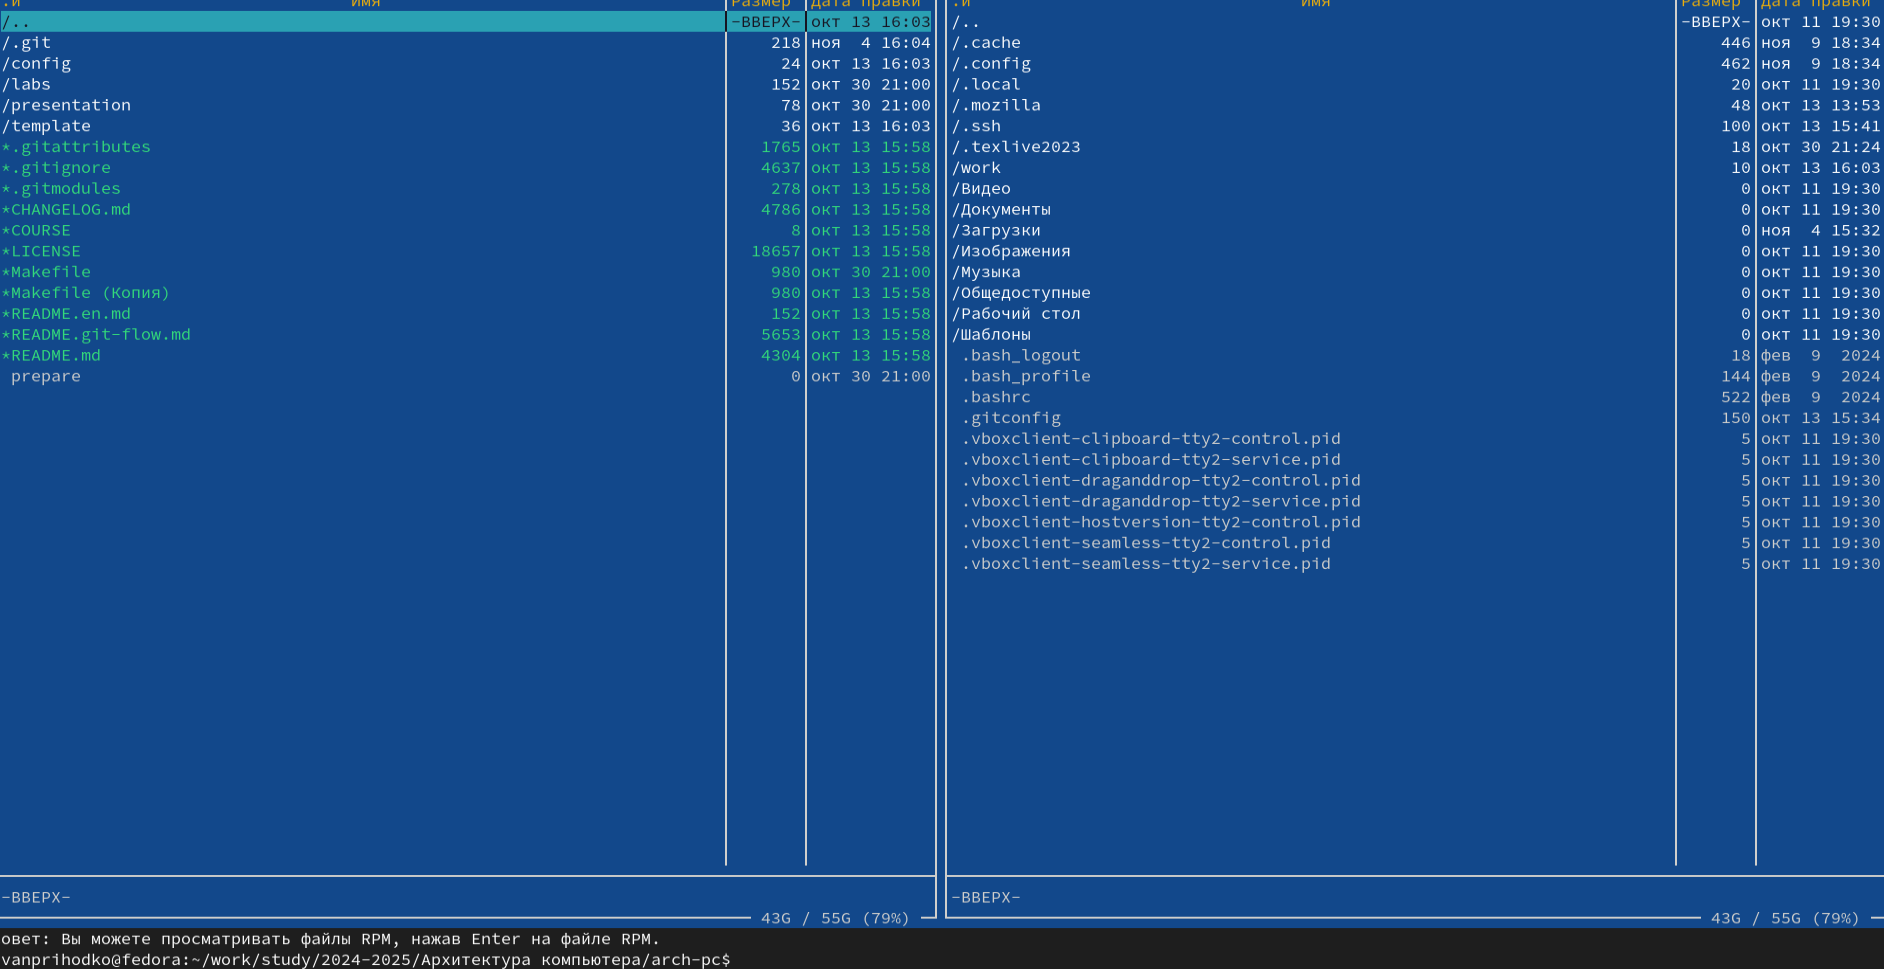 .и Имя Размер Дата правки
/.. -ВВЕРХ- окт 13 16:03
/.git 218 ноя 4 16:04
/config 24 окт 13 16:03
/labs 152 окт 30 21:00
/presentation 78 окт 30 21:00
/template 36 окт 13 16:03
*.gitattributes 1765 окт 13 15:58
*.gitignore 4637 окт 13 15:58
*.gitmodules 278 окт 13 15:58
*CHANGELOG.md 4786 окт 13 15:58
*COURSE 8 окт 13 15:58
*LICENSE 18657 окт 13 15:58
*Makefile 980 окт 30 21:00
*Makefile (Копия) 980 окт 13 15:58
*README.en.md 152 окт 13 15:58
*README.git-flow.md 5653 окт 13 15:58
*README.md 4304 окт 13 15:58
prepare 0 окт 30 21:00
-ВВЕРХ-
43G / 55G (79%)
.и Имя Размер Дата правки
/.. -ВВЕРХ- окт 11 19:30
/.cache 446 ноя 9 18:34
/.config 462 ноя 9 18:34
/.local 20 окт 11 19:30
/.mozilla 48 окт 13 13:53
/.ssh 100 окт 13 15:41
/.texlive2023 18 окт 30 21:24
/work 10 окт 13 16:03
/Видео 0 окт 11 19:30
/Документы 0 окт 11 19:30
/Загрузки 0 ноя 4 15:32
/Изображения 0 окт 11 19:30
/Музыка 0 окт 11 19:30
/Общедоступные 0 окт 11 19:30
/Рабочий стол 0 окт 11 19:30
/Шаблоны 0 окт 11 19:30
.bash_logout 18 фев 9 2024
.bash_profile 144 фев 9 2024
.bashrc 522 фев 9 2024
.gitconfig 150 окт 13 15:34
.vboxclient-clipboard-tty2-control.pid 5 окт 11 19:30
.vboxclient-clipboard-tty2-service.pid 5 окт 11 19:30
.vboxclient-draganddrop-tty2-control.pid 5 окт 11 19:30
.vboxclient-draganddrop-tty2-service.pid 5 окт 11 19:30
.vboxclient-hostversion-tty2-control.pid 5 окт 11 19:30
.vboxclient-seamless-tty2-control.pid 5 окт 11 19:30
.vboxclient-seamless-tty2-service.pid 5 окт 11 19:30
-ВВЕРХ-
43G / 55G (79%)
овет: Вы можете просматривать файлы RPM, нажав Enter на файле RPM.
vanprihodko@fedora:~/work/study/2024-2025/Архитектура компьютера/arch-pc$